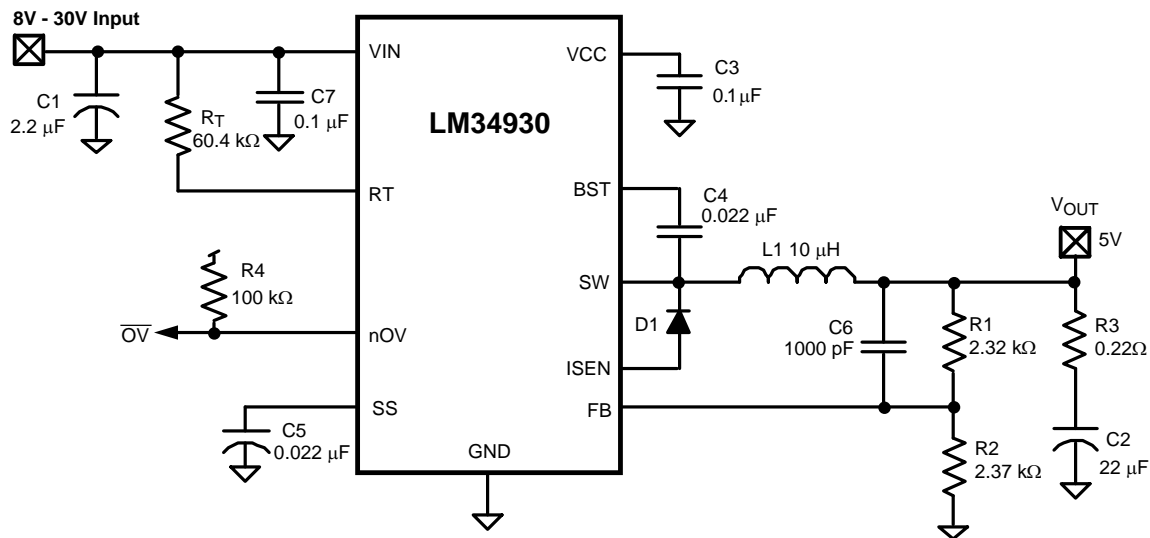 8V - 30V Input
VIN
VCC
C3
0.1 μF
C1
2.2 μF
RT
60.4 kΩ
C7
0.1 μF
LM34930
RT
BST
C4
0.022 μF
VOUT
5V
L1 10 μH
SW
R4
100 kΩ
OV
nOV
D1
C6
1000 pF
R1
2.32 kΩ
R3
0.22Ω
ISEN
SS
FB
C5
0.022 μF
GND
R2
2.37 kΩ
C2
22 μF